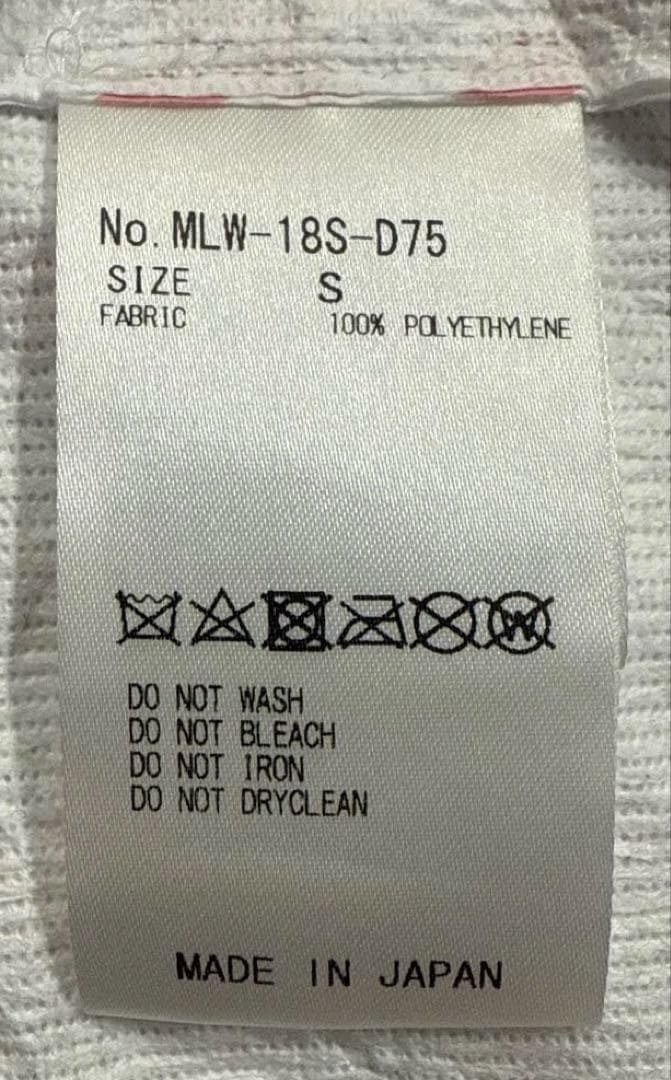 No. MLW-18S-D75
SIZE S
FABRIC 100% POLYETHYLENE
W
DO NOT WASH
DO NOT BLEACH
DO NOT IRON
DO NOT DRYCLEAN
MADE IN JAPAN